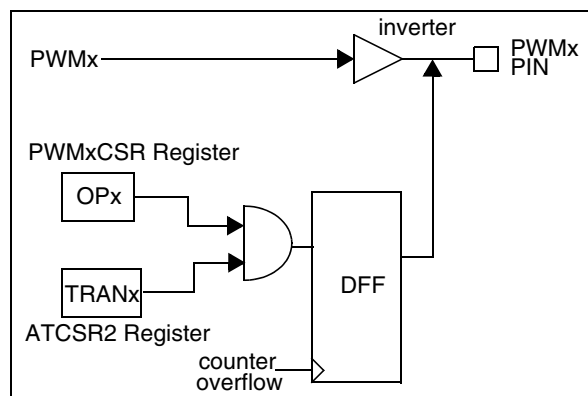 inverter
PWMx
PWMx
PIN
PWMxCSR Register
OPx
TRANx
ATCSR2 Register
DFF
counter
overflow